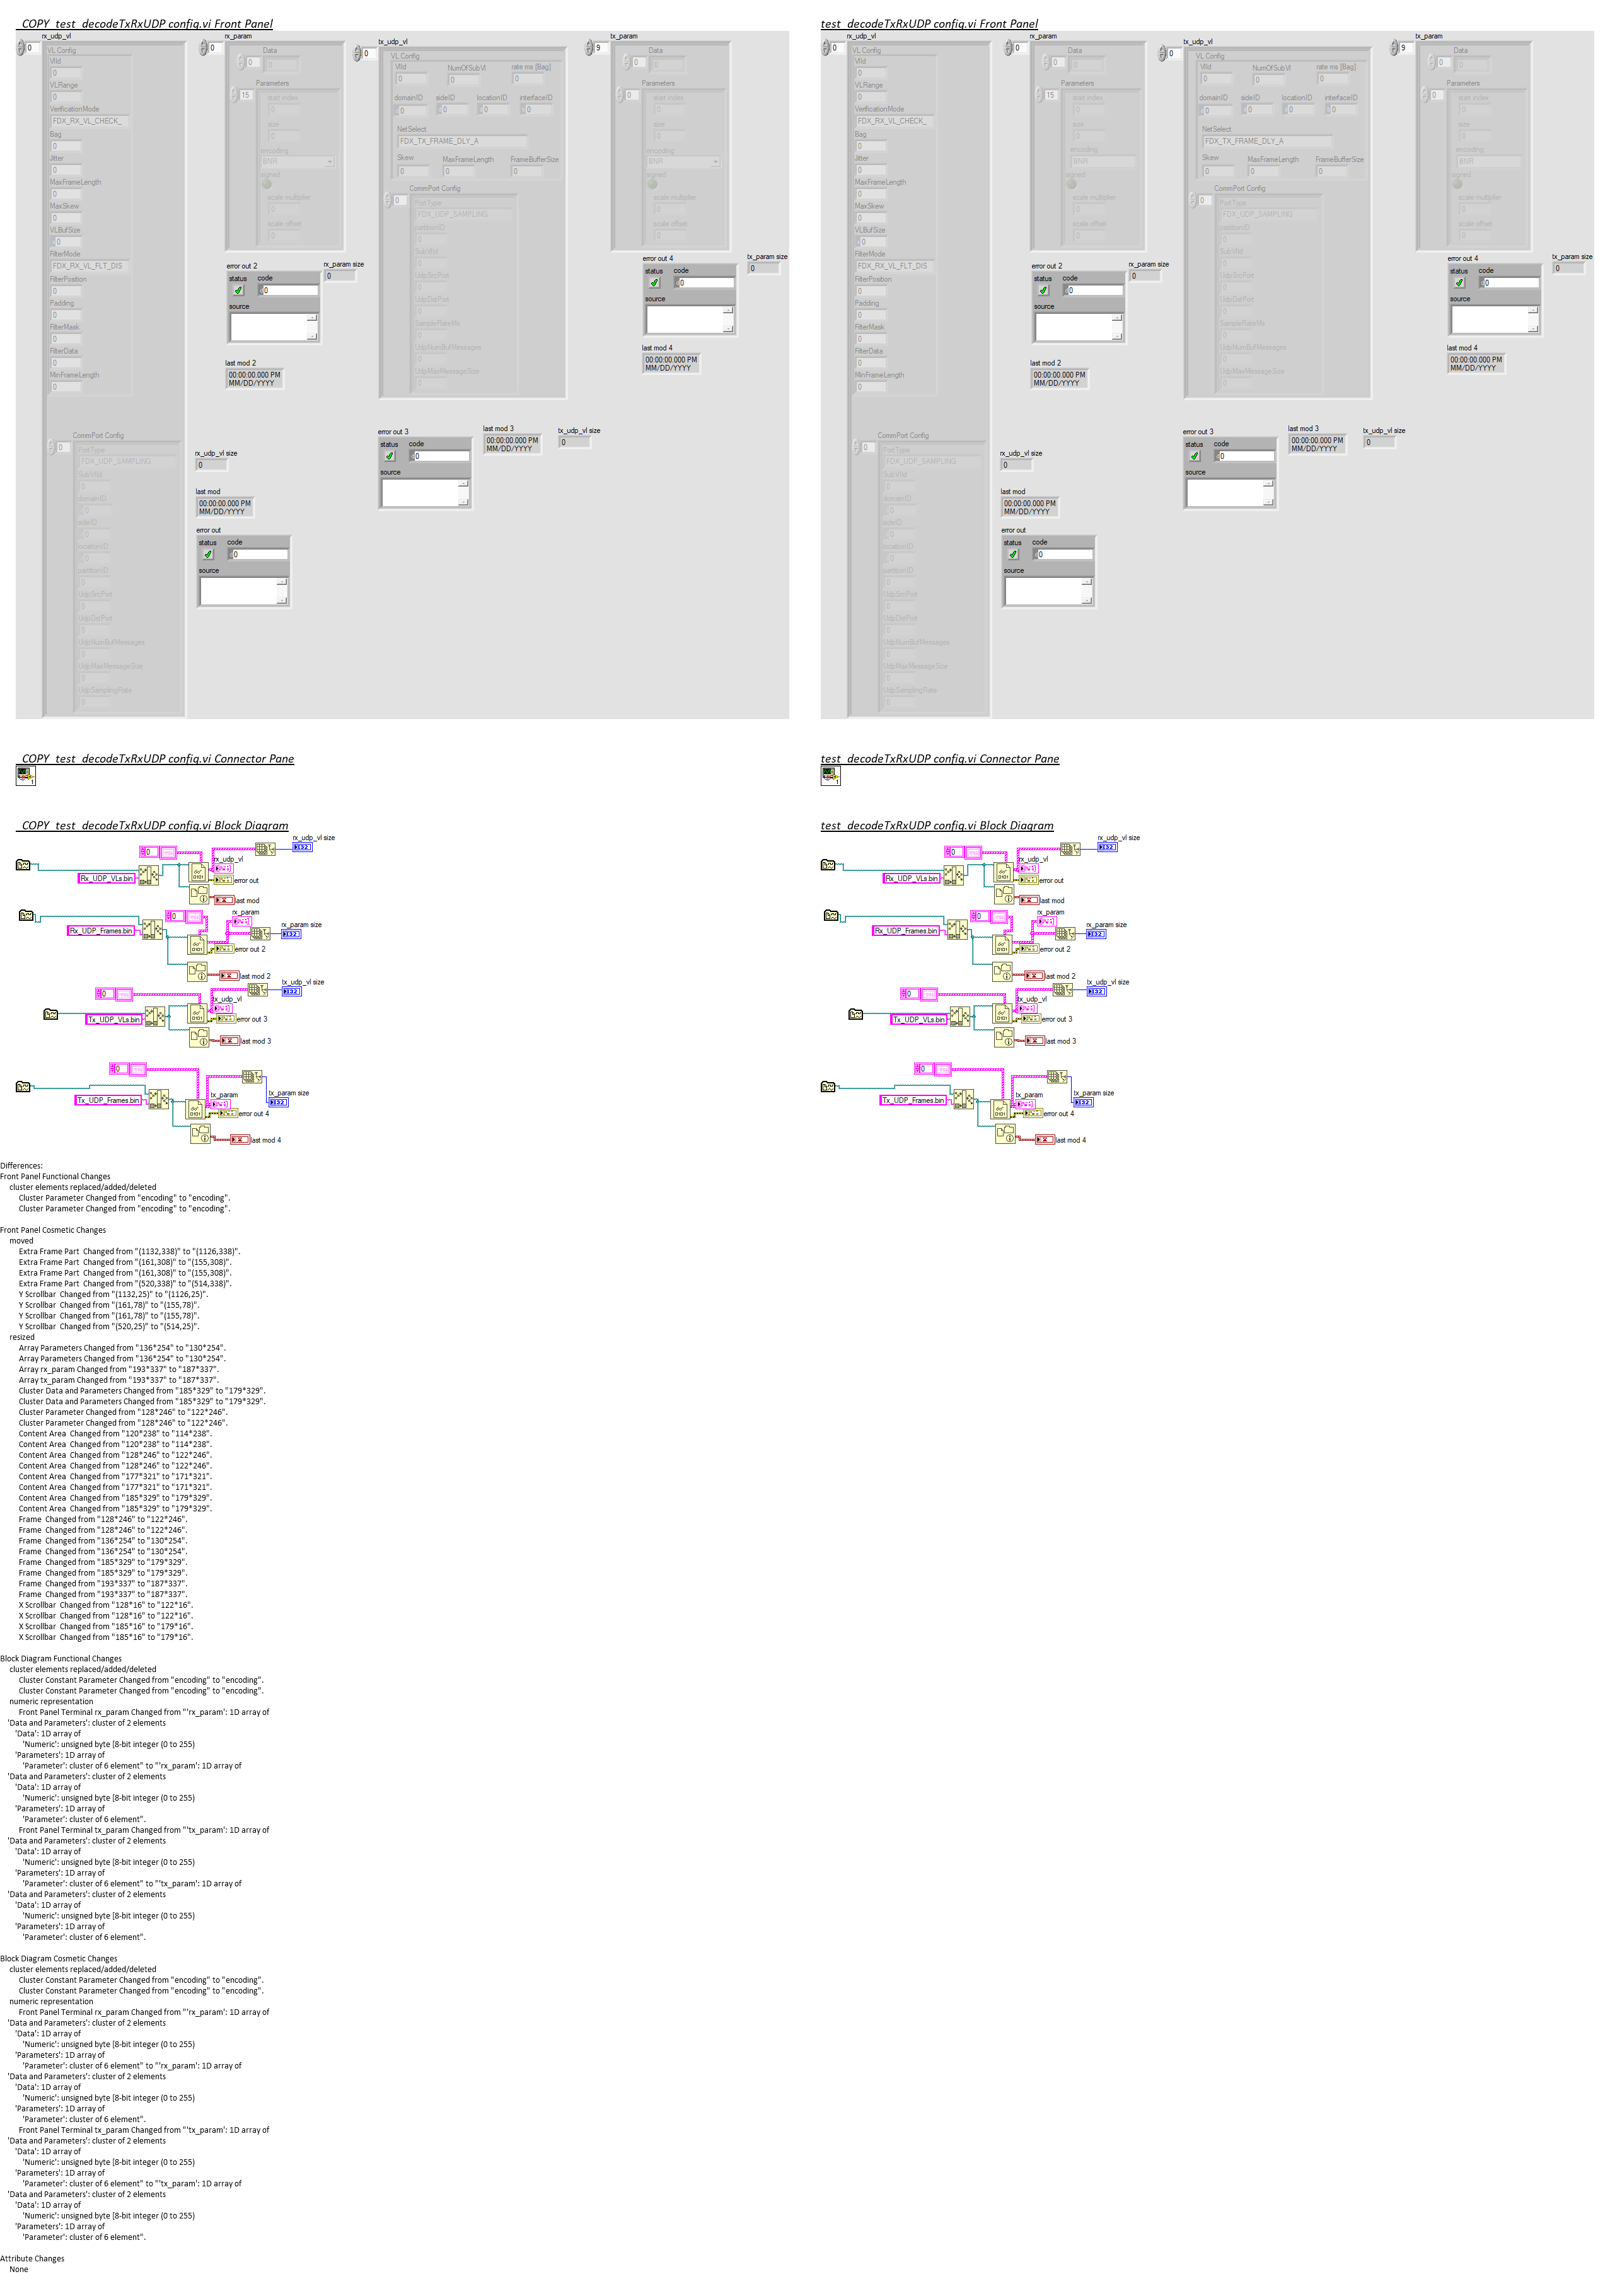 _COPY_test_decodeTxRxUDP config.vi Front Panel
rx_udp_vl
0
VL Config
VlId
0
VLRange
0
VerificationMode
FDX_RX_VL_CHECK_
Bag
0
Jitter
0
MaxFrameLength
0
MaxSkew
0
VLBufSize
0
FilterMode
FDX_RX_VL_FLT_DIS
FilterPosition
0
Padding
0
FilterMask
0
FilterData
0
MinFrameLength
0
CommPort Config
0
PortType
FDX_UDP_SAMPLING
SubVlId
0
domainID
0
sideID
0
locationID
0
partitionID
0
UdpSrcPort
0
UdpDstPort
0
UdpNumBufMessages
0
UdpMaxMessageSize
0
UdpSamplingRate
0
rx_param
0
Data
0
0
Parameters
15
start index
0
size
0
encoding
BNR
signed
scale multiplier
0
scale offset
0
error out 2
status code
0
source
rx_param size
0
last mod 2
00:00:00.000 PM
MM/DD/YYYY
rx_udp_vl size
0
last mod
00:00:00.000 PM
MM/DD/YYYY
error out
status code
0
source
tx_udp_vl
0
VL Config
VlId NumOfSubVl rate ms [Bag]
0 0 0
domainID sideID locationID interfaceID
0 0 0 0
NetSelect
FDX_TX_FRAME_DLY_A
Skew MaxFrameLength FrameBufferSize
0 0 0
CommPort Config
0
PortType
FDX_UDP_SAMPLING
partitionID
0
SubVlId
0
UdpSrcPort
0
UdpDstPort
0
SampleRateMs
0
UdpNumBufMessages
0
UdpMaxMessageSize
0
error out 3
status code
0
source
last mod 3
00:00:00.000 PM
MM/DD/YYYY
tx_udp_vl size
0
tx_param
9
Data
0
0
Parameters
0
start index
0
size
0
encoding
BNR
signed
scale multiplier
0
scale offset
0
error out 4
status code
0
source
tx_param size
0
last mod 4
00:00:00.000 PM
MM/DD/YYYY
test_decodeTxRxUDP config.vi Front Panel
rx_udp_vl
0
VL Config
VlId
0
VLRange
0
VerificationMode
FDX_RX_VL_CHECK_
Bag
0
Jitter
0
MaxFrameLength
0
MaxSkew
0
VLBufSize
0
FilterMode
FDX_RX_VL_FLT_DIS
FilterPosition
0
Padding
0
FilterMask
0
FilterData
0
MinFrameLength
0
CommPort Config
0
PortType
FDX_UDP_SAMPLING
SubVlId
0
domainID
0
sideID
0
locationID
0
partitionID
0
UdpSrcPort
0
UdpDstPort
0
UdpNumBufMessages
0
UdpMaxMessageSize
0
UdpSamplingRate
0
rx_param
0
Data
0
0
Parameters
15
start index
0
size
0
encoding
BNR
signed
scale multiplier
0
scale offset
0
error out 2
status code
0
source
rx_param size
0
last mod 2
00:00:00.000 PM
MM/DD/YYYY
rx_udp_vl size
0
last mod
00:00:00.000 PM
MM/DD/YYYY
error out
status code
0
source
tx_udp_vl
0
VL Config
VlId NumOfSubVl rate ms [Bag]
0 0 0
domainID sideID locationID interfaceID
0 0 0 0
NetSelect
FDX_TX_FRAME_DLY_A
Skew MaxFrameLength FrameBufferSize
0 0 0
CommPort Config
0
PortType
FDX_UDP_SAMPLING
partitionID
0
SubVlId
0
UdpSrcPort
0
UdpDstPort
0
SampleRateMs
0
UdpNumBufMessages
0
UdpMaxMessageSize
0
error out 3
status code
0
source
last mod 3
00:00:00.000 PM
MM/DD/YYYY
tx_udp_vl size
0
tx_param
9
Data
0
0
Parameters
0
start index
0
size
0
encoding
BNR
signed
scale multiplier
0
scale offset
0
error out 4
status code
0
source
tx_param size
0
last mod 4
00:00:00.000 PM
MM/DD/YYYY
_COPY_test_decodeTxRxUDP config.vi Connector Pane
1
test_decodeTxRxUDP config.vi Connector Pane
1
_COPY_test_decodeTxRxUDP config.vi Block Diagram
rx_udp_vl size
I32
0
rx_udp_vl
Rx_UDP_VLs.bin
error out
last mod
rx_param
0
rx_param size
I32
Rx_UDP_Frames.bin
error out 2
last mod 2
tx_udp_vl size
I32
0
tx_udp_vl
Tx_UDP_VLs.bin
error out 3
last mod 3
0
tx_param size
I32
tx_param
Tx_UDP_Frames.bin
error out 4
last mod 4
test_decodeTxRxUDP config.vi Block Diagram
rx_udp_vl size
I32
0
rx_udp_vl
Rx_UDP_VLs.bin
error out
last mod
rx_param
0
rx_param size
I32
Rx_UDP_Frames.bin
error out 2
last mod 2
tx_udp_vl size
I32
0
tx_udp_vl
Tx_UDP_VLs.bin
error out 3
last mod 3
0
tx_param size
I32
tx_param
Tx_UDP_Frames.bin
error out 4
last mod 4
Differences:
Front Panel Functional Changes
cluster elements replaced/added/deleted
Cluster Parameter Changed from "encoding" to "encoding".
Cluster Parameter Changed from "encoding" to "encoding".
Front Panel Cosmetic Changes
moved
Extra Frame Part  Changed from "(1132,338)" to "(1126,338)".
Extra Frame Part  Changed from "(161,308)" to "(155,308)".
Extra Frame Part  Changed from "(161,308)" to "(155,308)".
Extra Frame Part  Changed from "(520,338)" to "(514,338)".
Y Scrollbar  Changed from "(1132,25)" to "(1126,25)".
Y Scrollbar  Changed from "(161,78)" to "(155,78)".
Y Scrollbar  Changed from "(161,78)" to "(155,78)".
Y Scrollbar  Changed from "(520,25)" to "(514,25)".
resized
Array Parameters Changed from "136*254" to "130*254".
Array Parameters Changed from "136*254" to "130*254".
Array rx_param Changed from "193*337" to "187*337".
Array tx_param Changed from "193*337" to "187*337".
Cluster Data and Parameters Changed from "185*329" to "179*329".
Cluster Data and Parameters Changed from "185*329" to "179*329".
Cluster Parameter Changed from "128*246" to "122*246".
Cluster Parameter Changed from "128*246" to "122*246".
Content Area  Changed from "120*238" to "114*238".
Content Area  Changed from "120*238" to "114*238".
Content Area  Changed from "128*246" to "122*246".
Content Area  Changed from "128*246" to "122*246".
Content Area  Changed from "177*321" to "171*321".
Content Area  Changed from "177*321" to "171*321".
Content Area  Changed from "185*329" to "179*329".
Content Area  Changed from "185*329" to "179*329".
Frame  Changed from "128*246" to "122*246".
Frame  Changed from "128*246" to "122*246".
Frame  Changed from "136*254" to "130*254".
Frame  Changed from "136*254" to "130*254".
Frame  Changed from "185*329" to "179*329".
Frame  Changed from "185*329" to "179*329".
Frame  Changed from "193*337" to "187*337".
Frame  Changed from "193*337" to "187*337".
X Scrollbar  Changed from "128*16" to "122*16".
X Scrollbar  Changed from "128*16" to "122*16".
X Scrollbar  Changed from "185*16" to "179*16".
X Scrollbar  Changed from "185*16" to "179*16".
Block Diagram Functional Changes
cluster elements replaced/added/deleted
Cluster Constant Parameter Changed from "encoding" to "encoding".
Cluster Constant Parameter Changed from "encoding" to "encoding".
numeric representation
Front Panel Terminal rx_param Changed from "'rx_param': 1D array of
'Data and Parameters': cluster of 2 elements
'Data': 1D array of
'Numeric': unsigned byte [8-bit integer (0 to 255)
'Parameters': 1D array of
'Parameter': cluster of 6 element" to "'rx_param': 1D array of
'Data and Parameters': cluster of 2 elements
'Data': 1D array of
'Numeric': unsigned byte [8-bit integer (0 to 255)
'Parameters': 1D array of
'Parameter': cluster of 6 element".
Front Panel Terminal tx_param Changed from "'tx_param': 1D array of
'Data and Parameters': cluster of 2 elements
'Data': 1D array of
'Numeric': unsigned byte [8-bit integer (0 to 255)
'Parameters': 1D array of
'Parameter': cluster of 6 element" to "'tx_param': 1D array of
'Data and Parameters': cluster of 2 elements
'Data': 1D array of
'Numeric': unsigned byte [8-bit integer (0 to 255)
'Parameters': 1D array of
'Parameter': cluster of 6 element".
Block Diagram Cosmetic Changes
cluster elements replaced/added/deleted
Cluster Constant Parameter Changed from "encoding" to "encoding".
Cluster Constant Parameter Changed from "encoding" to "encoding".
numeric representation
Front Panel Terminal rx_param Changed from "'rx_param': 1D array of
'Data and Parameters': cluster of 2 elements
'Data': 1D array of
'Numeric': unsigned byte [8-bit integer (0 to 255)
'Parameters': 1D array of
'Parameter': cluster of 6 element" to "'rx_param': 1D array of
'Data and Parameters': cluster of 2 elements
'Data': 1D array of
'Numeric': unsigned byte [8-bit integer (0 to 255)
'Parameters': 1D array of
'Parameter': cluster of 6 element".
Front Panel Terminal tx_param Changed from "'tx_param': 1D array of
'Data and Parameters': cluster of 2 elements
'Data': 1D array of
'Numeric': unsigned byte [8-bit integer (0 to 255)
'Parameters': 1D array of
'Parameter': cluster of 6 element" to "'tx_param': 1D array of
'Data and Parameters': cluster of 2 elements
'Data': 1D array of
'Numeric': unsigned byte [8-bit integer (0 to 255)
'Parameters': 1D array of
'Parameter': cluster of 6 element".
Attribute Changes
None